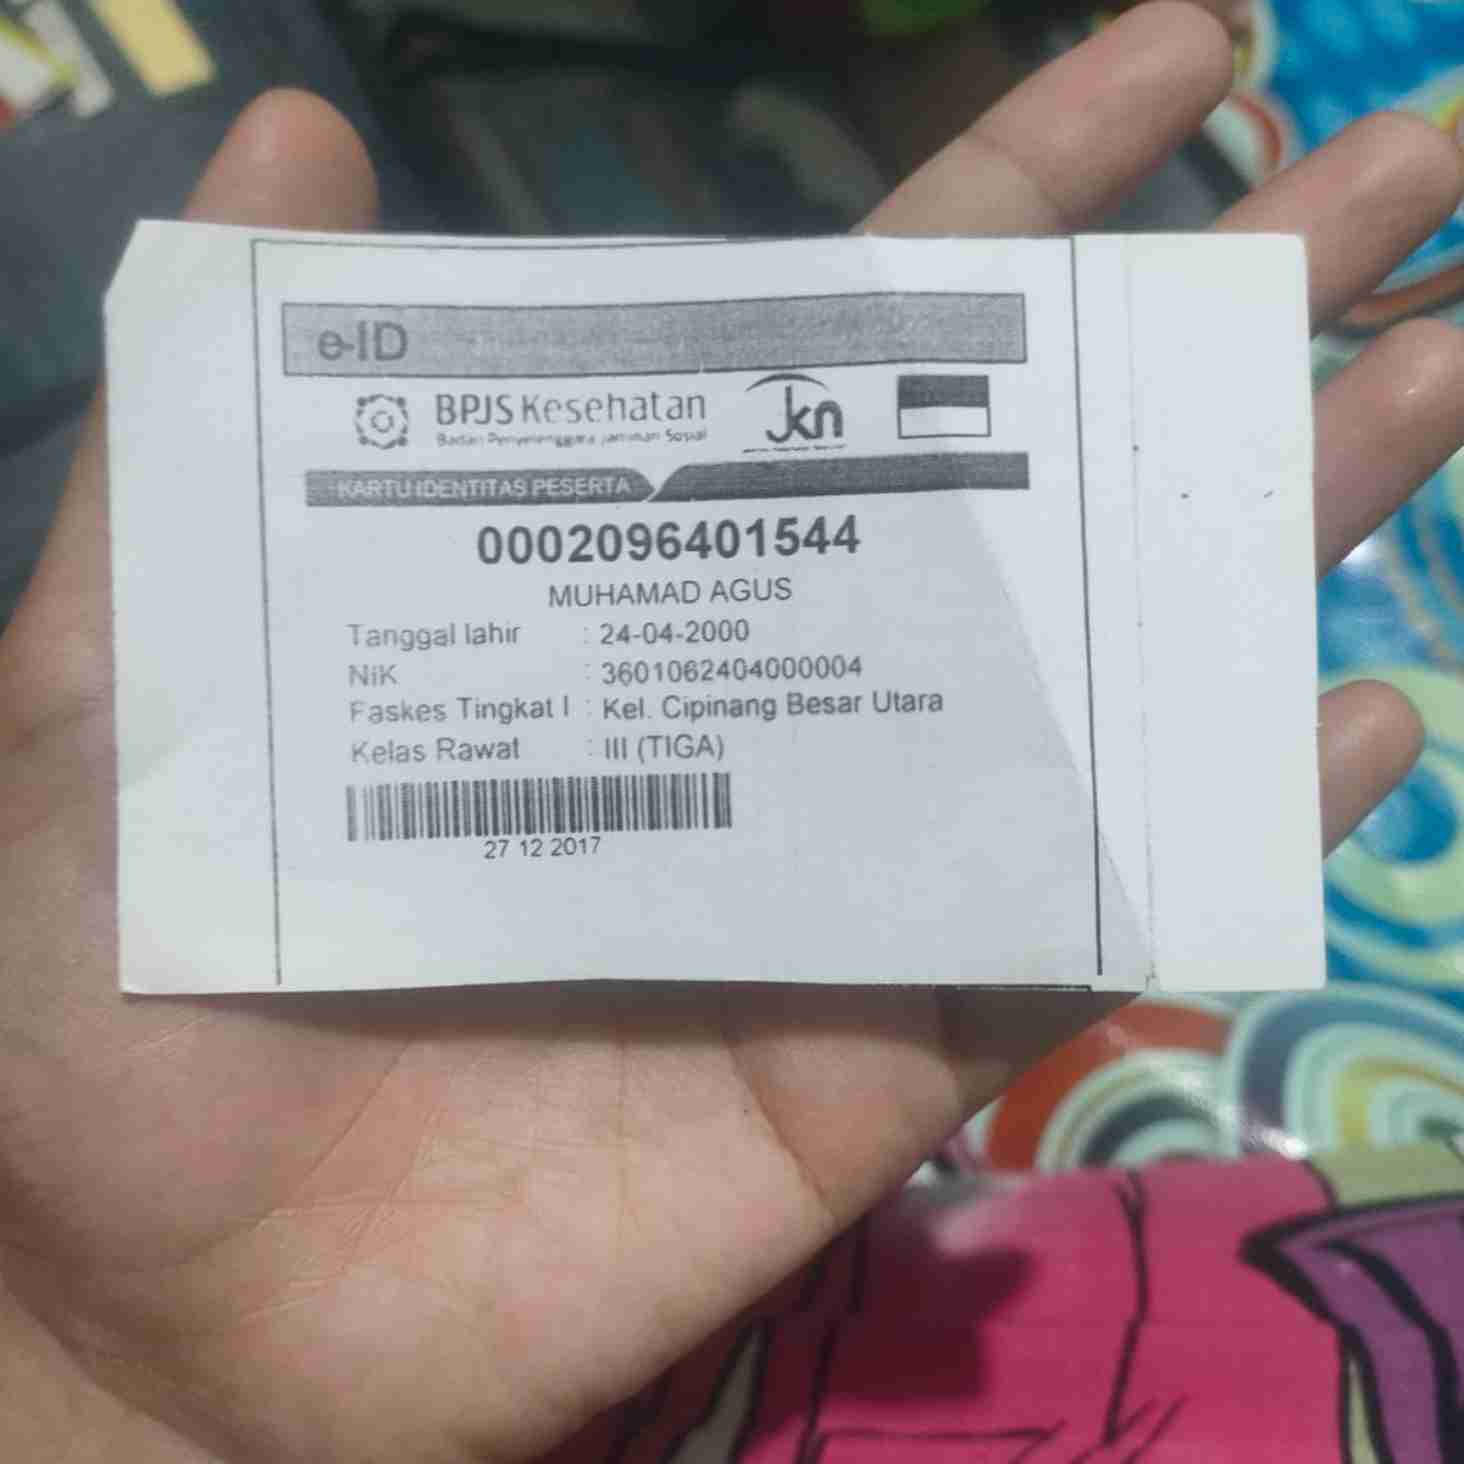 e-ID
BPJS Kesehatan
Badan Penyelenggara Jaminan Sosial
jkn
KARTU IDENTITAS PESERTA
0002096401544
MUHAMAD AGUS
Tanggal lahir : 24-04-2000
NIK : 3601062404000004
Faskes Tingkat I : Kel. Cipinang Besar Utara
Kelas Rawat : III (TIGA)
27 12 2017